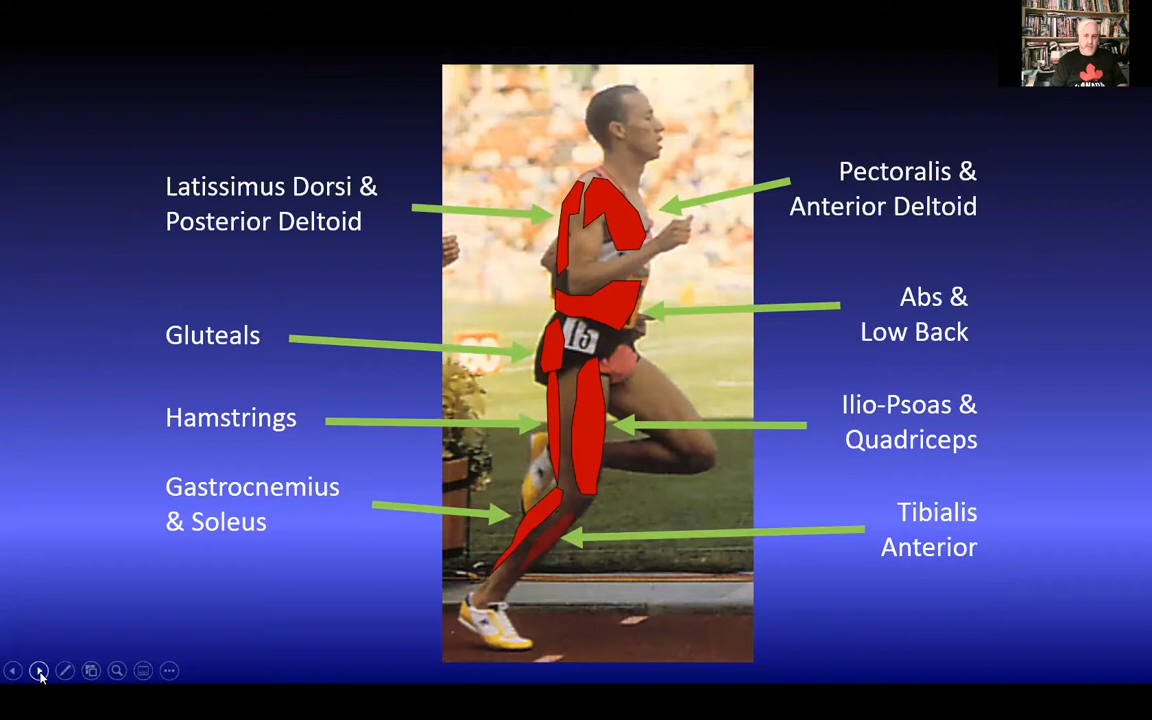 Latissimus Dorsi &
Posterior Deltoid
Pectoralis &
Anterior Deltoid
Abs &
Low Back
Gluteals
15
Ilio-Psoas &
Quadriceps
Hamstrings
Gastrocnemius
& Soleus
Tibialis
Anterior